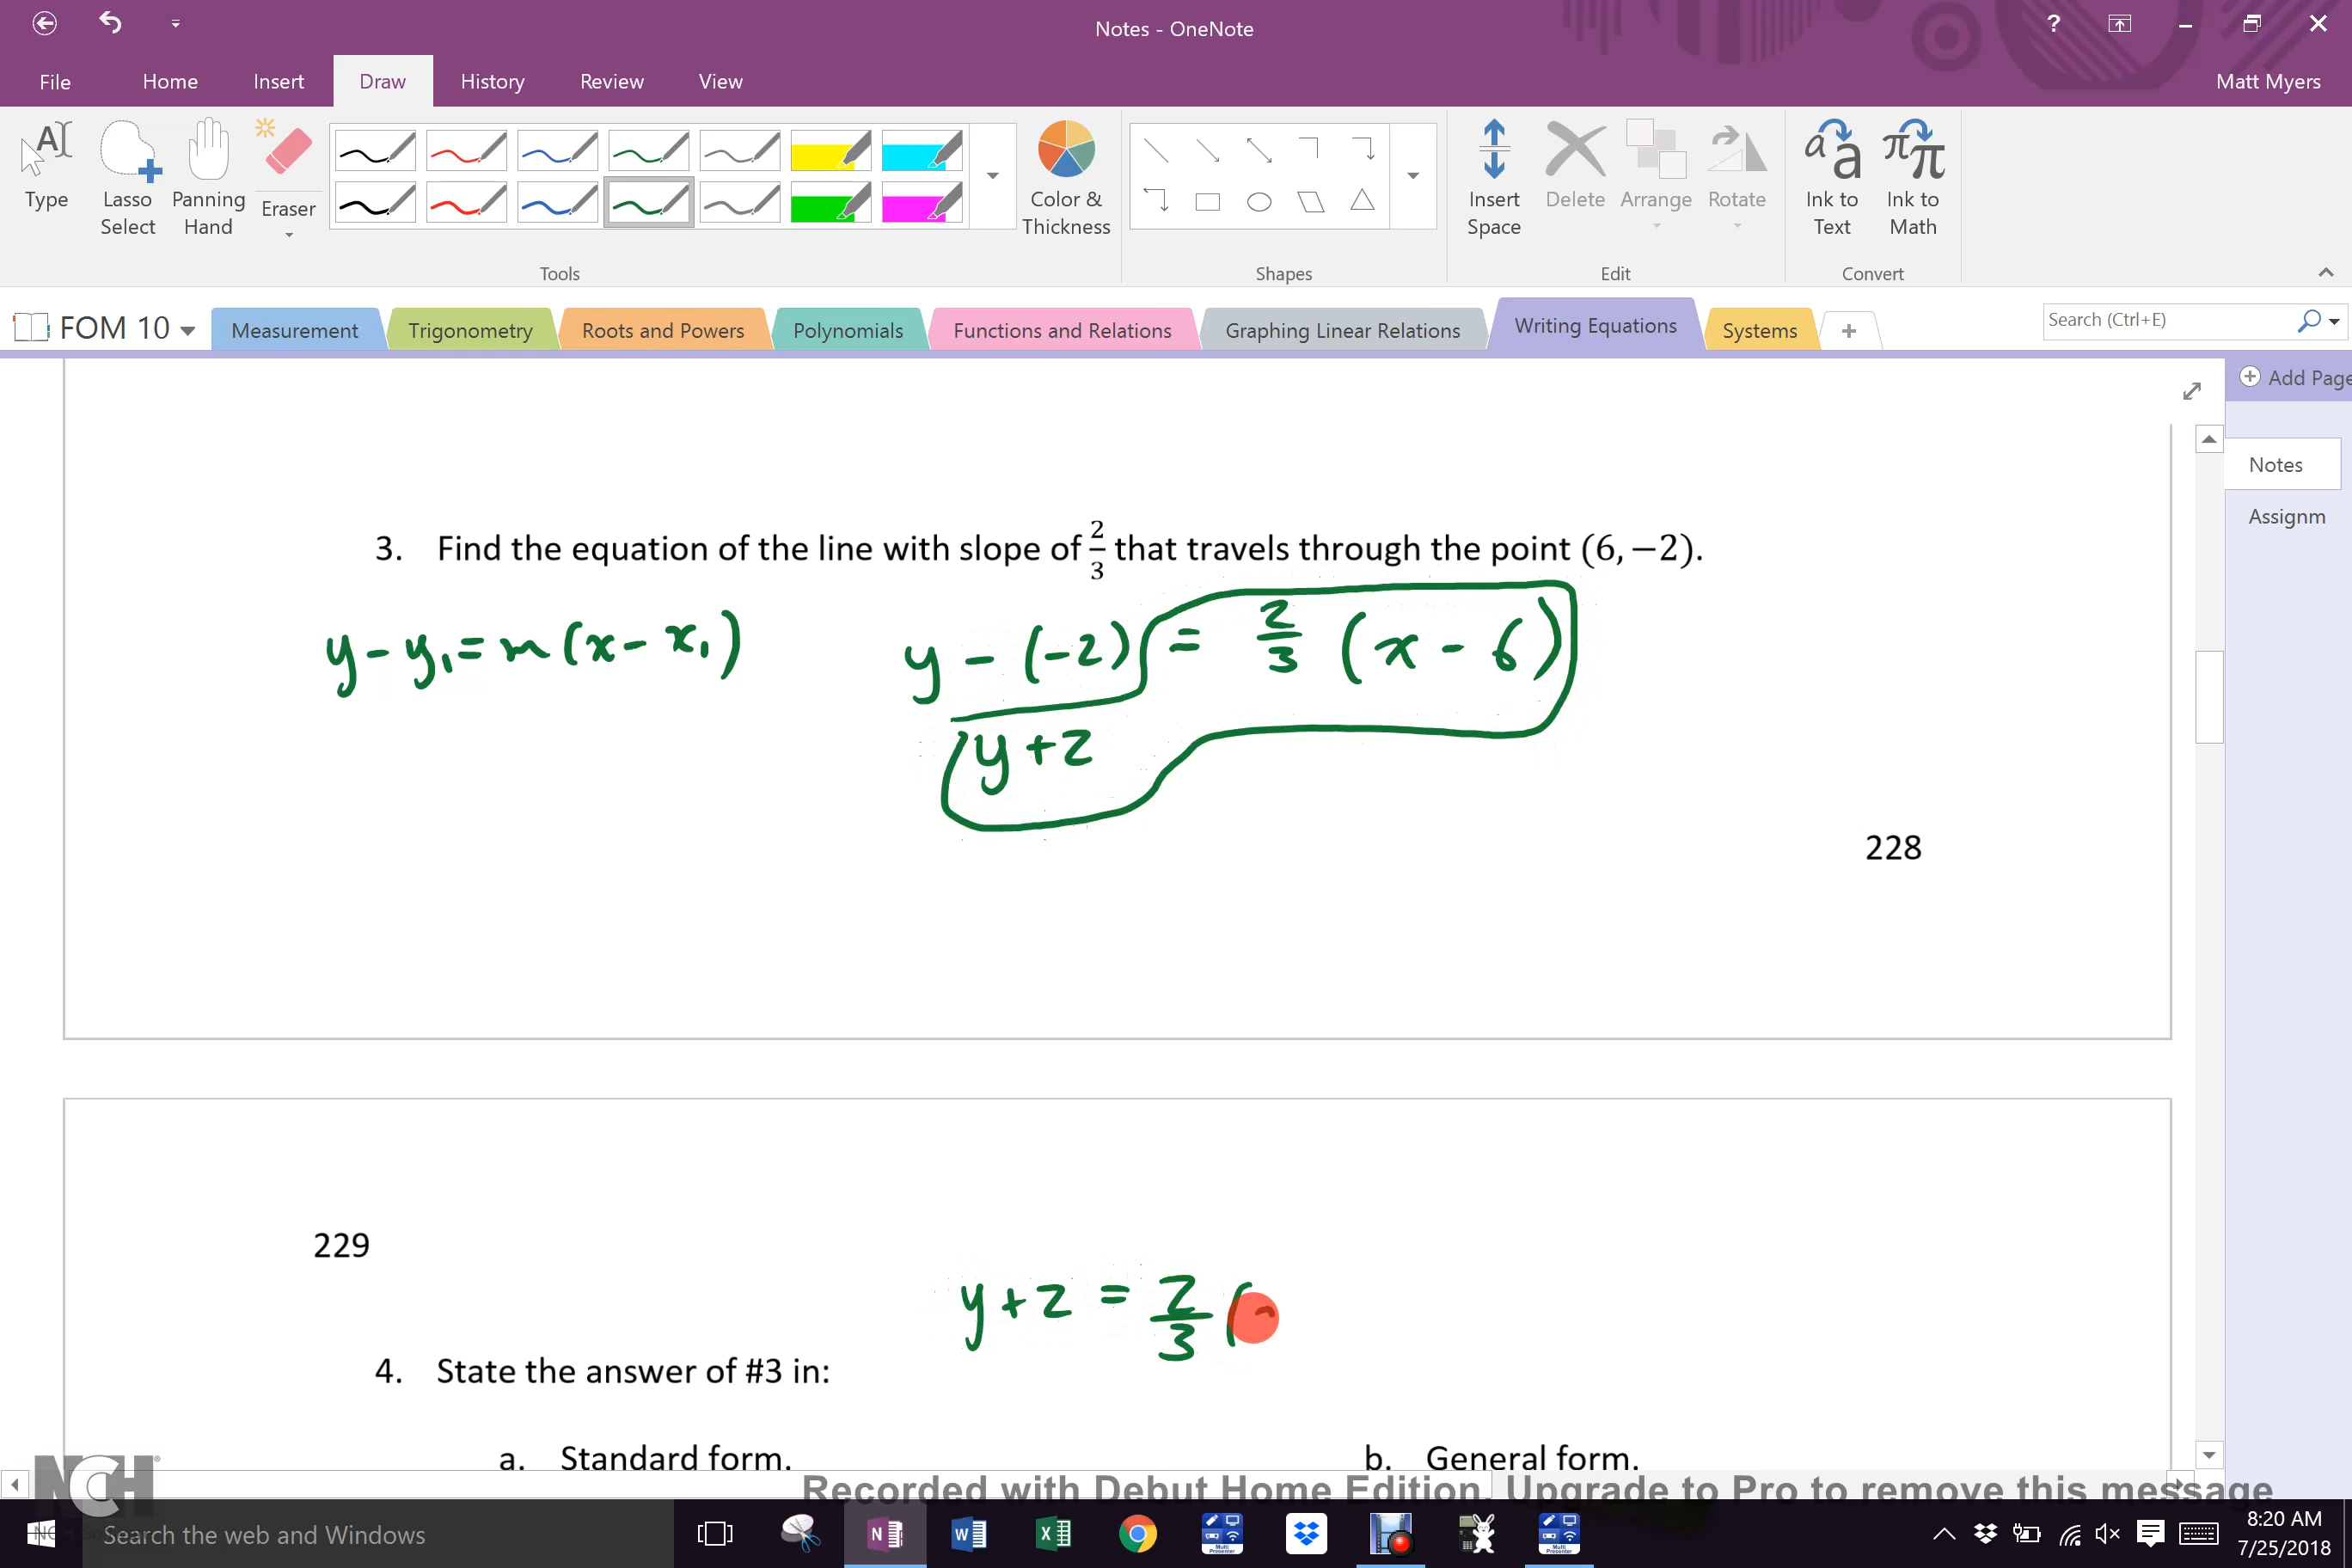 Notes - OneNote
File Home Insert Draw History Review View Matt Myers
Type Lasso Select Panning Hand Eraser Color & Thickness Insert Space Delete Arrange Rotate Ink to Text Ink to Math
Tools Shapes Edit Convert
FOM 10 Measurement Trigonometry Roots and Powers Polynomials Functions and Relations Graphing Linear Relations Writing Equations Systems Search (Ctrl+E)
Add Page
Notes
Assignm
3. Find the equation of the line with slope of 2/3 that travels through the point (6, −2).
y - y₁ = m (x - x₁)
y - (-2) = 2/3 (x - 6)
y + 2
228
229
y + 2 = 2/3 (
4. State the answer of #3 in:
a. Standard form. b. General form.
NCH
Recorded with Debut Home Edition. Upgrade to Pro to remove this message
Search the web and Windows
8:20 AM
7/25/2018